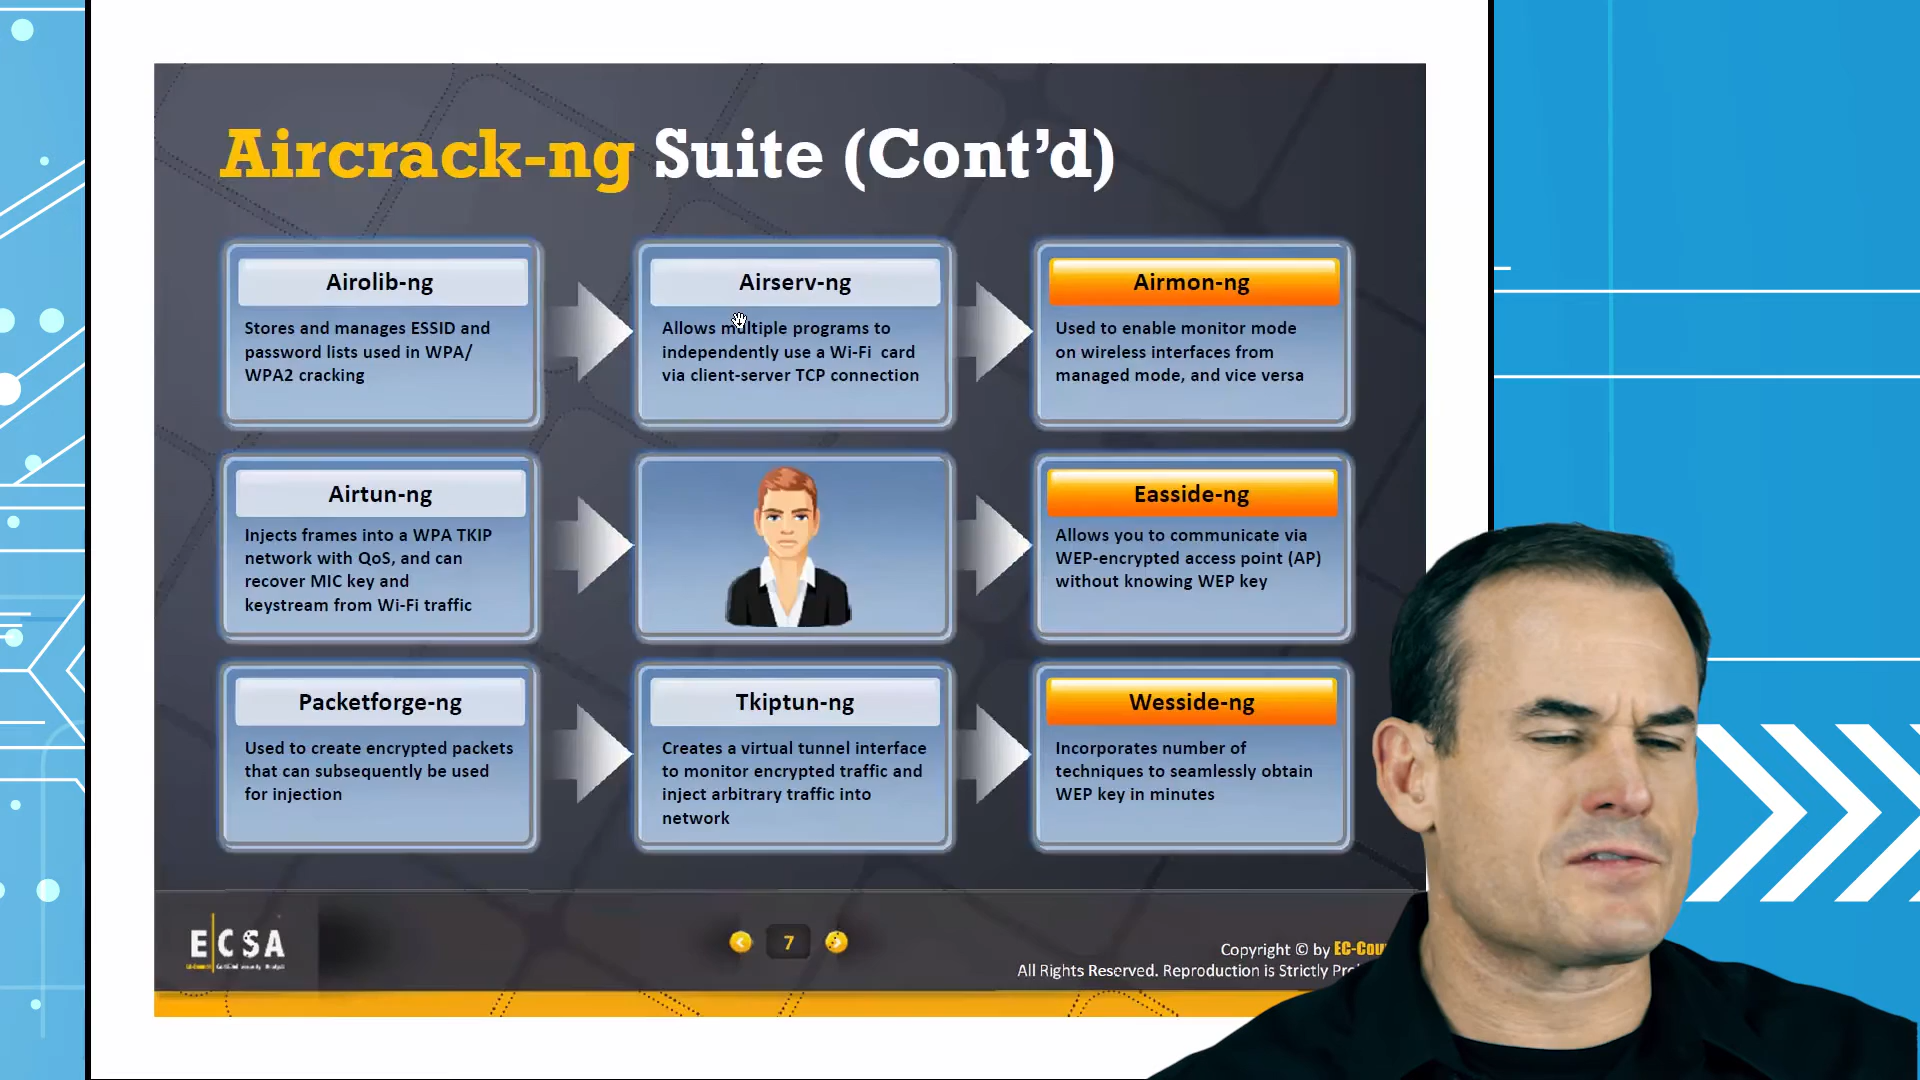 Aircrack-ng Suite (Cont'd)
Airolib-ng
Stores and manages ESSID and
password lists used in WPA/
WPA2 cracking
Airserv-ng
Allows multiple programs to
independently use a Wi-Fi card
via client-server TCP connection
Airmon-ng
Used to enable monitor mode
on wireless interfaces from
managed mode, and vice versa
Airtun-ng
Injects frames into a WPA TKIP
network with QoS, and can
recover MIC key and
keystream from Wi-Fi traffic
Easside-ng
Allows you to communicate via
WEP-encrypted access point (AP)
without knowing WEP key
Packetforge-ng
Used to create encrypted packets
that can subsequently be used
for injection
Tkiptun-ng
Creates a virtual tunnel interface
to monitor encrypted traffic and
inject arbitrary traffic into
network
Wesside-ng
Incorporates number of
techniques to seamlessly obtain
WEP key in minutes
ECSA
7
Copyright © by
All Rights Reserved. Reproduction is Strictly